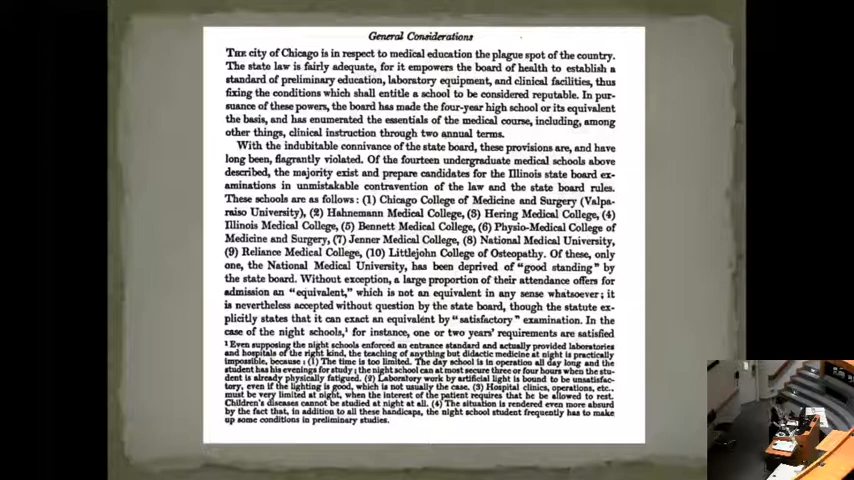 General Considerations
THE city of Chicago is in respect to medical education the plague spot of the country.
The state law is fairly adequate, for it empowers the board of health to establish a
standard of preliminary education, laboratory equipment, and clinical facilities, thus
fixing the conditions which shall entitle a school to be considered reputable. In pur-
suance of these powers, the board has made the four-year high school or its equivalent
the basis, and has enumerated the essentials of the medical course, including, among
other things, clinical instruction through two annual terms.
With the indubitable connivance of the state board, these provisions are, and have
long been, flagrantly violated. Of the fourteen undergraduate medical schools above
described, the majority exist and prepare candidates for the Illinois state board ex-
aminations in unmistakable contravention of the law and the state board rules.
These schools are as follows: (1) Chicago College of Medicine and Surgery (Valpa-
raiso University), (2) Hahnemann Medical College, (3) Hering Medical College, (4)
Illinois Medical College, (5) Bennett Medical College, (6) Physio-Medical College of
Medicine and Surgery, (7) Jenner Medical College, (8) National Medical University,
(9) Reliance Medical College, (10) Littlejohn College of Osteopathy. Of these, only
one, the National Medical University, has been deprived of "good standing" by
the state board. Without exception, a large proportion of their attendance offers for
admission an "equivalent," which is not an equivalent in any sense whatsoever; it
is nevertheless accepted without question by the state board, though the statute ex-
plicitly states that it can exact an equivalent by "satisfactory" examination. In the
case of the night schools,¹ for instance, one or two years' requirements are satisfied
¹ Even supposing the night schools enforced an entrance standard and actually provided laboratories
and hospitals of the right kind, the teaching of anything but didactic medicine at night is practically
impossible, because: (1) The time is too limited. The day school is in operation all day long and the
student has his evenings for study; the night school can at most secure three or four hours when the stu-
dent is already physically fatigued. (2) Laboratory work by artificial light is bound to be unsatisfac-
tory, even if the lighting is good, which is not usually the case. (3) Hospital clinics, operations, etc.,
must be very limited at night, when the interest of the patient requires that he be allowed to rest.
Children's diseases cannot be studied at night at all. (4) The situation is rendered even more absurd
by the fact that, in addition to all these handicaps, the night school student frequently has to make
up some conditions in preliminary studies.